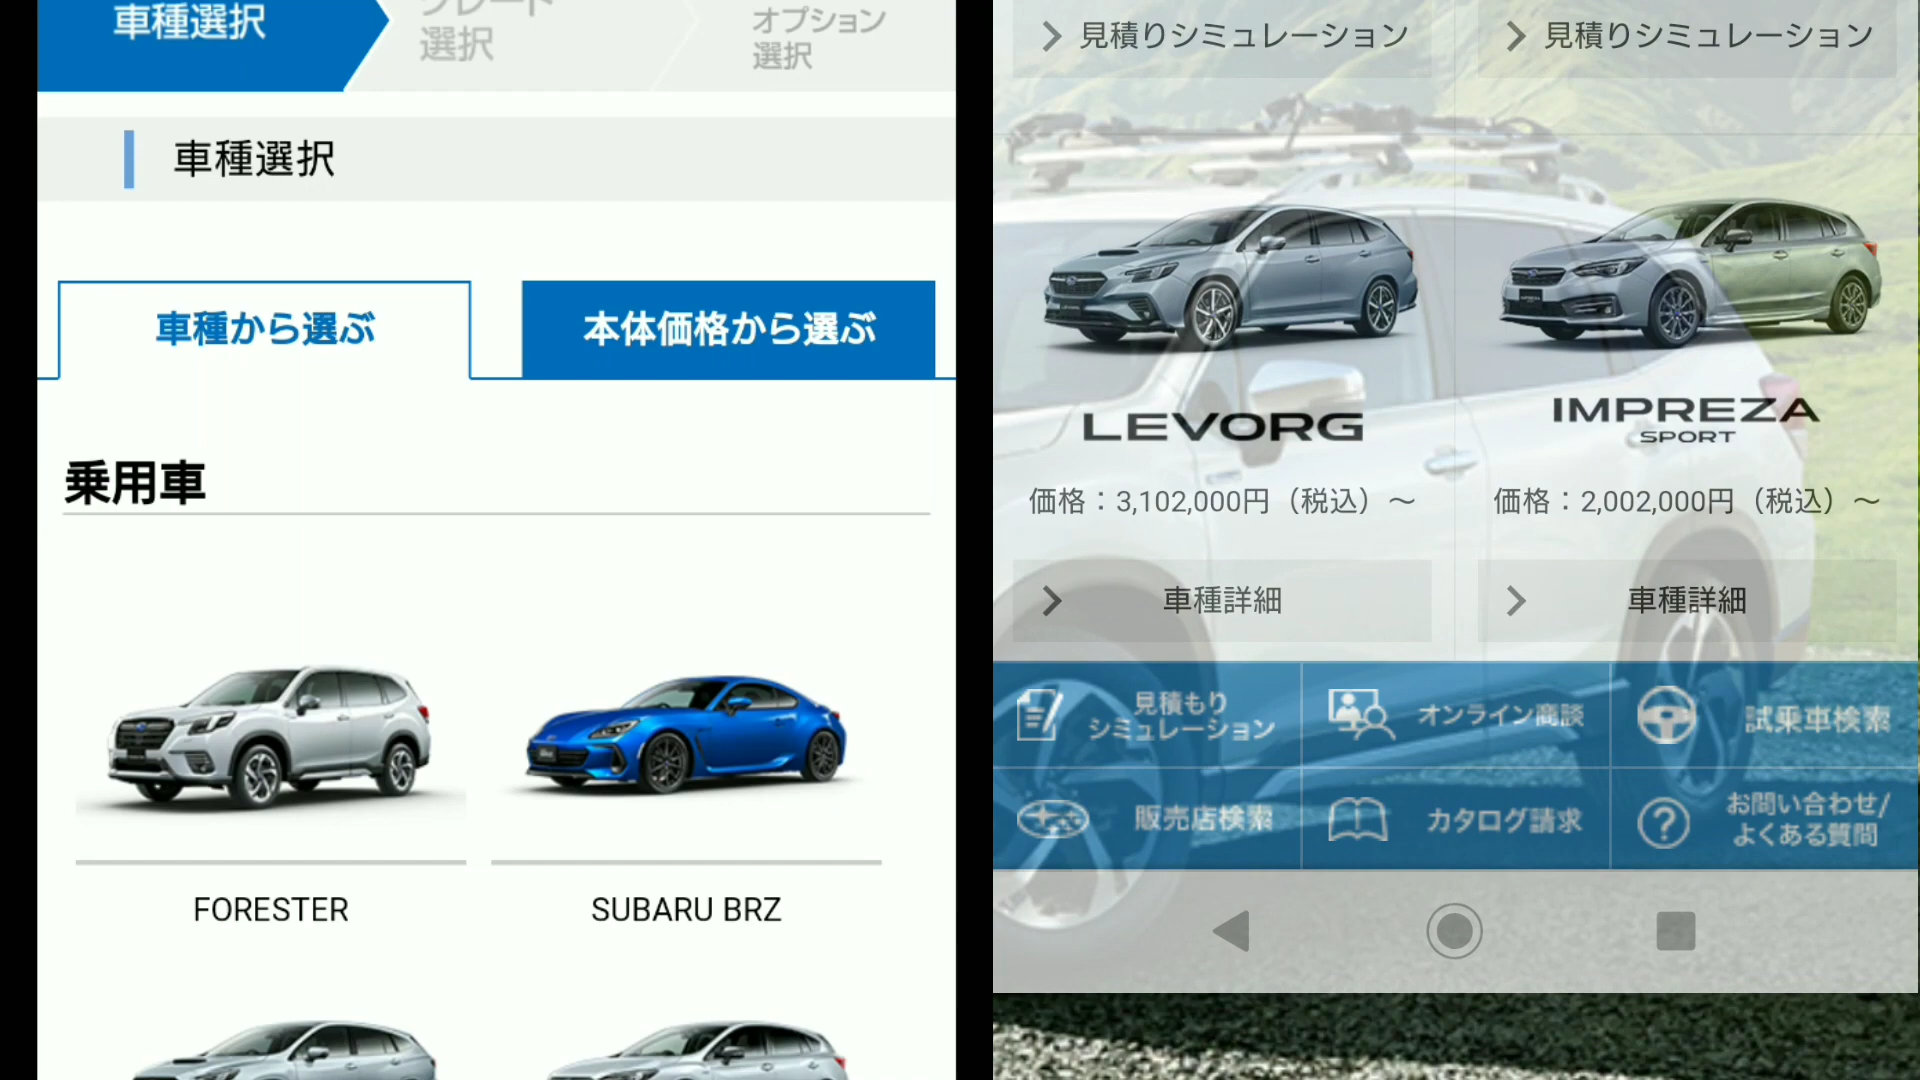 車種選択
グレード
選択
オプション
選択
車種選択
車種から選ぶ
本体価格から選ぶ
乗用車
FORESTER
SUBARU BRZ
見積りシミュレーション
見積りシミュレーション
LEVORG
IMPREZA
SPORT
価格：3,102,000円（税込）～
価格：2,002,000円（税込）～
車種詳細
車種詳細
見積もり
シミュレーション
オンライン商談
試乗車検索
販売店検索
カタログ請求
お問い合わせ/
よくある質問